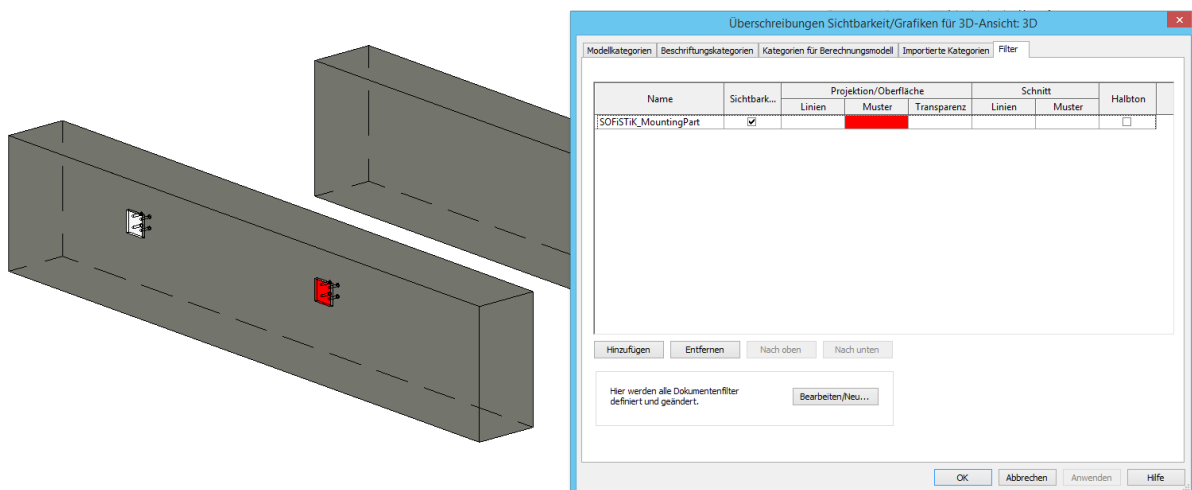 Überschreibungen Sichtbarkeit/Grafiken für 3D-Ansicht: 3D
Modellkategorien Beschriftungskategorien Kategorien für Berechnungsmodell Importierte Kategorien Filter
Name Sichtbark... Projektion/Oberfläche Schnitt Halbton
Linien Muster Transparenz Linien Muster
SOFiSTiK_MountingPart
Hinzufügen Entfernen Nach oben Nach unten
Hier werden alle Dokumentenfilter
definiert und geändert.
Bearbeiten/Neu...
OK Abbrechen Anwenden Hilfe